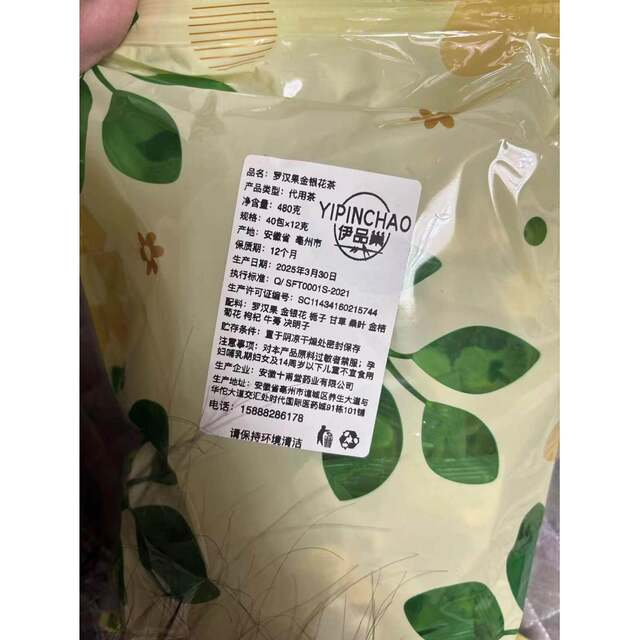 品名：罗汉果金银花茶
产品类型：代用茶
净含量：480克
规格：40包×12克
产地：安徽省 亳州市
保质期：12个月
YIPINCHAO
伊品巢
生产日期：2025年3月30日
执行标准：Q/ SFT0001S-2021
生产许可证编号：SC11434160215744
配料：罗汉果 金银花 栀子 甘草 桑叶 金桔
菊花 枸杞 牛蒡 决明子
贮存条件：置于阴凉干燥处密封保存
注意事项：对本产品原料过敏者禁服；孕
妇哺乳期妇女及14周岁以下儿童不宜食用
生产企业：安徽十甫堂药业有限公司
生产地址：安徽省亳州市谯城区养生大道与
华佗大道交汇处时代国际医药城91栋101铺
电话：15888286178
请保持环境清洁